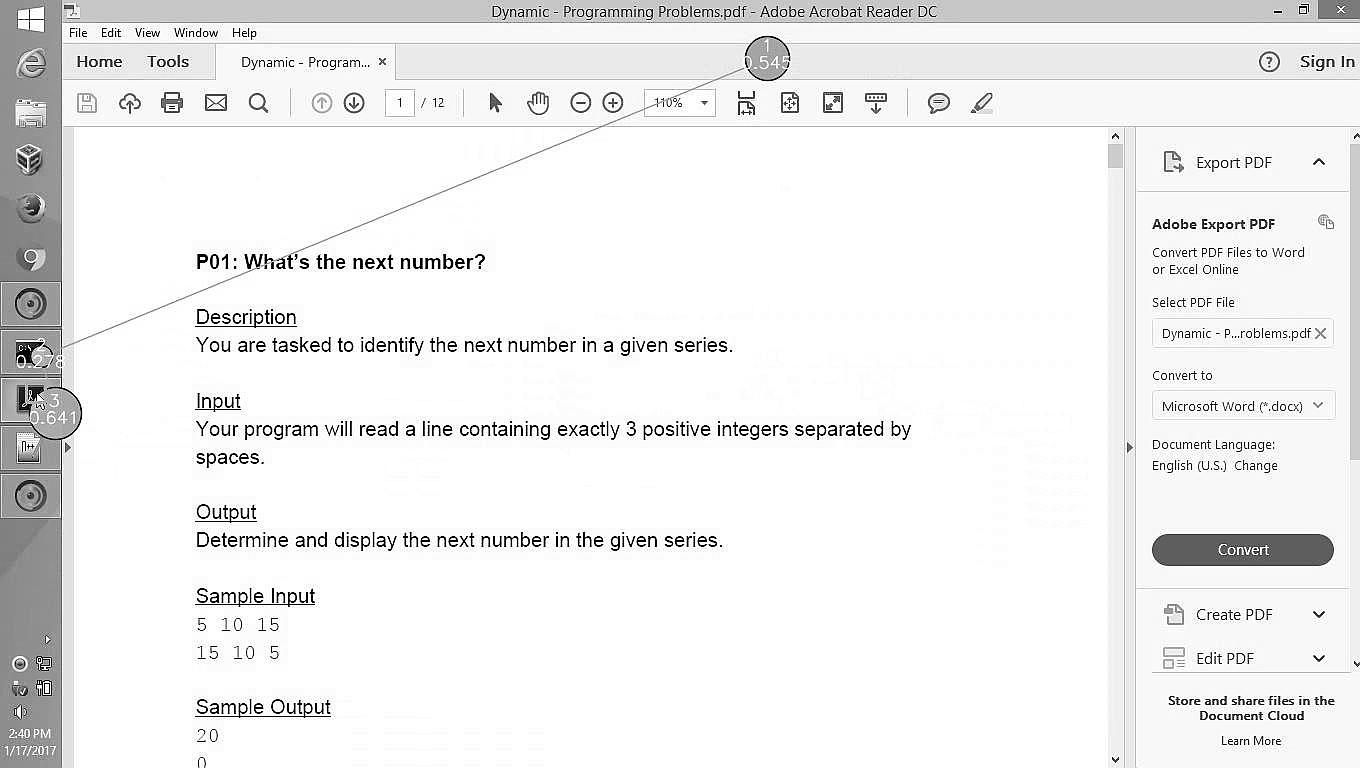 Dynamic - Programming Problems.pdf - Adobe Acrobat Reader DC
File Edit View Window Help
Home Tools Dynamic - Program... × Sign In
1 / 12 110%
1
0.545
2
0.278
3
0.641
P01: What's the next number?
Description
You are tasked to identify the next number in a given series.
Input
Your program will read a line containing exactly 3 positive integers separated by
spaces.
Output
Determine and display the next number in the given series.
Sample Input
5 10 15
15 10 5
Sample Output
20
0
Export PDF
Adobe Export PDF
Convert PDF Files to Word
or Excel Online
Select PDF File
Dynamic - P...roblems.pdf
Convert to
Microsoft Word (*.docx)
Document Language:
English (U.S.) Change
Convert
Create PDF
Edit PDF
Store and share files in the
Document Cloud
Learn More
2:40 PM
1/17/2017